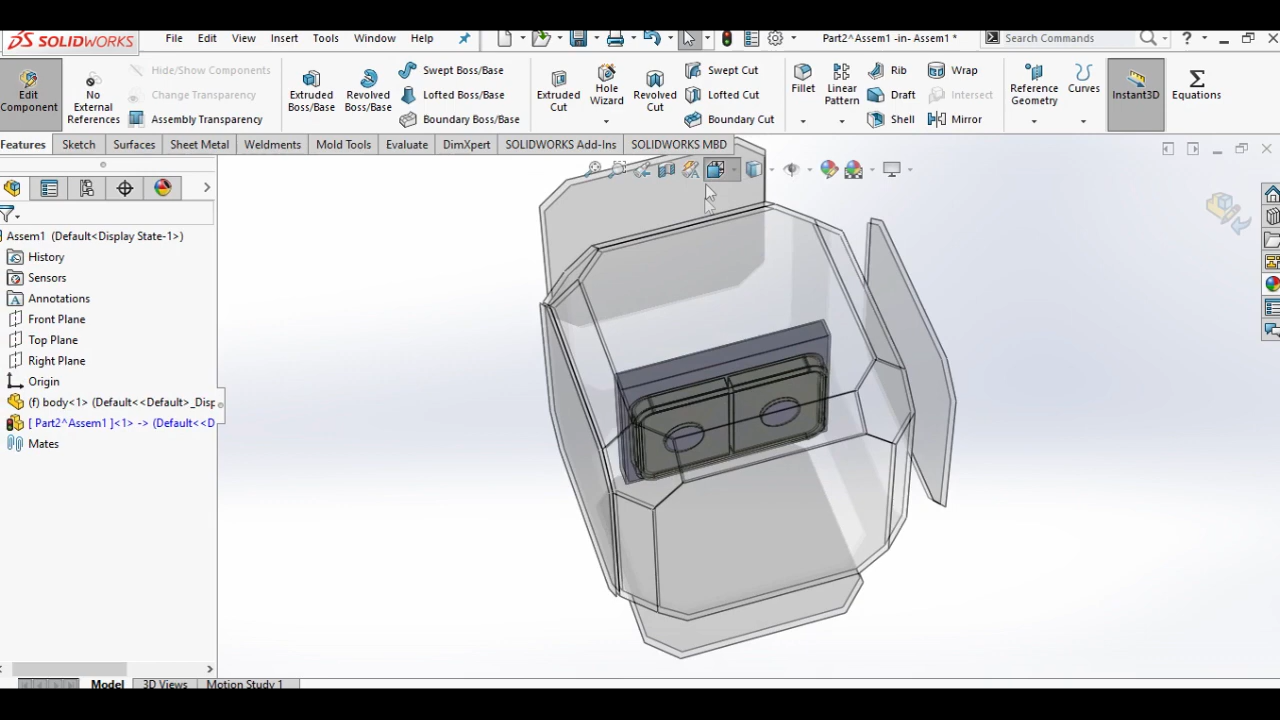 SOLIDWORKS File Edit View Insert Tools Window Help Part2^Assem1 -in- Assem1 * Search Commands ?
Edit Component
No External References
Hide/Show Components
Change Transparency
Assembly Transparency
Extruded Boss/Base
Revolved Boss/Base
Swept Boss/Base
Lofted Boss/Base
Boundary Boss/Base
Extruded Cut
Hole Wizard
Revolved Cut
Swept Cut
Lofted Cut
Boundary Cut
Fillet
Linear Pattern
Rib
Draft
Shell
Wrap
Intersect
Mirror
Reference Geometry
Curves
Instant3D
Equations
Features Sketch Surfaces Sheet Metal Weldments Mold Tools Evaluate DimXpert SOLIDWORKS Add-Ins SOLIDWORKS MBD
Assem1 (Default<Display State-1>)
History
Sensors
Annotations
Front Plane
Top Plane
Right Plane
Origin
(f) body<1> (Default<<Default>_Disp
[ Part2^Assem1 ]<1> -> (Default<<D
Mates
Model 3D Views Motion Study 1